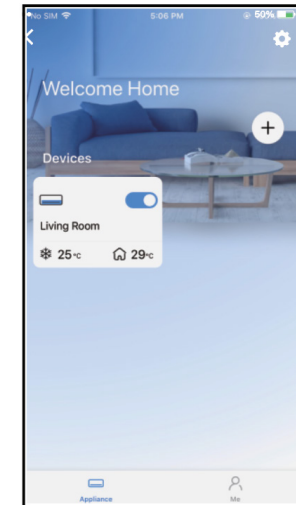 No SIM 5:06 PM 50%
Welcome Home
Devices
Living Room
25°C 29°C
Appliance Me